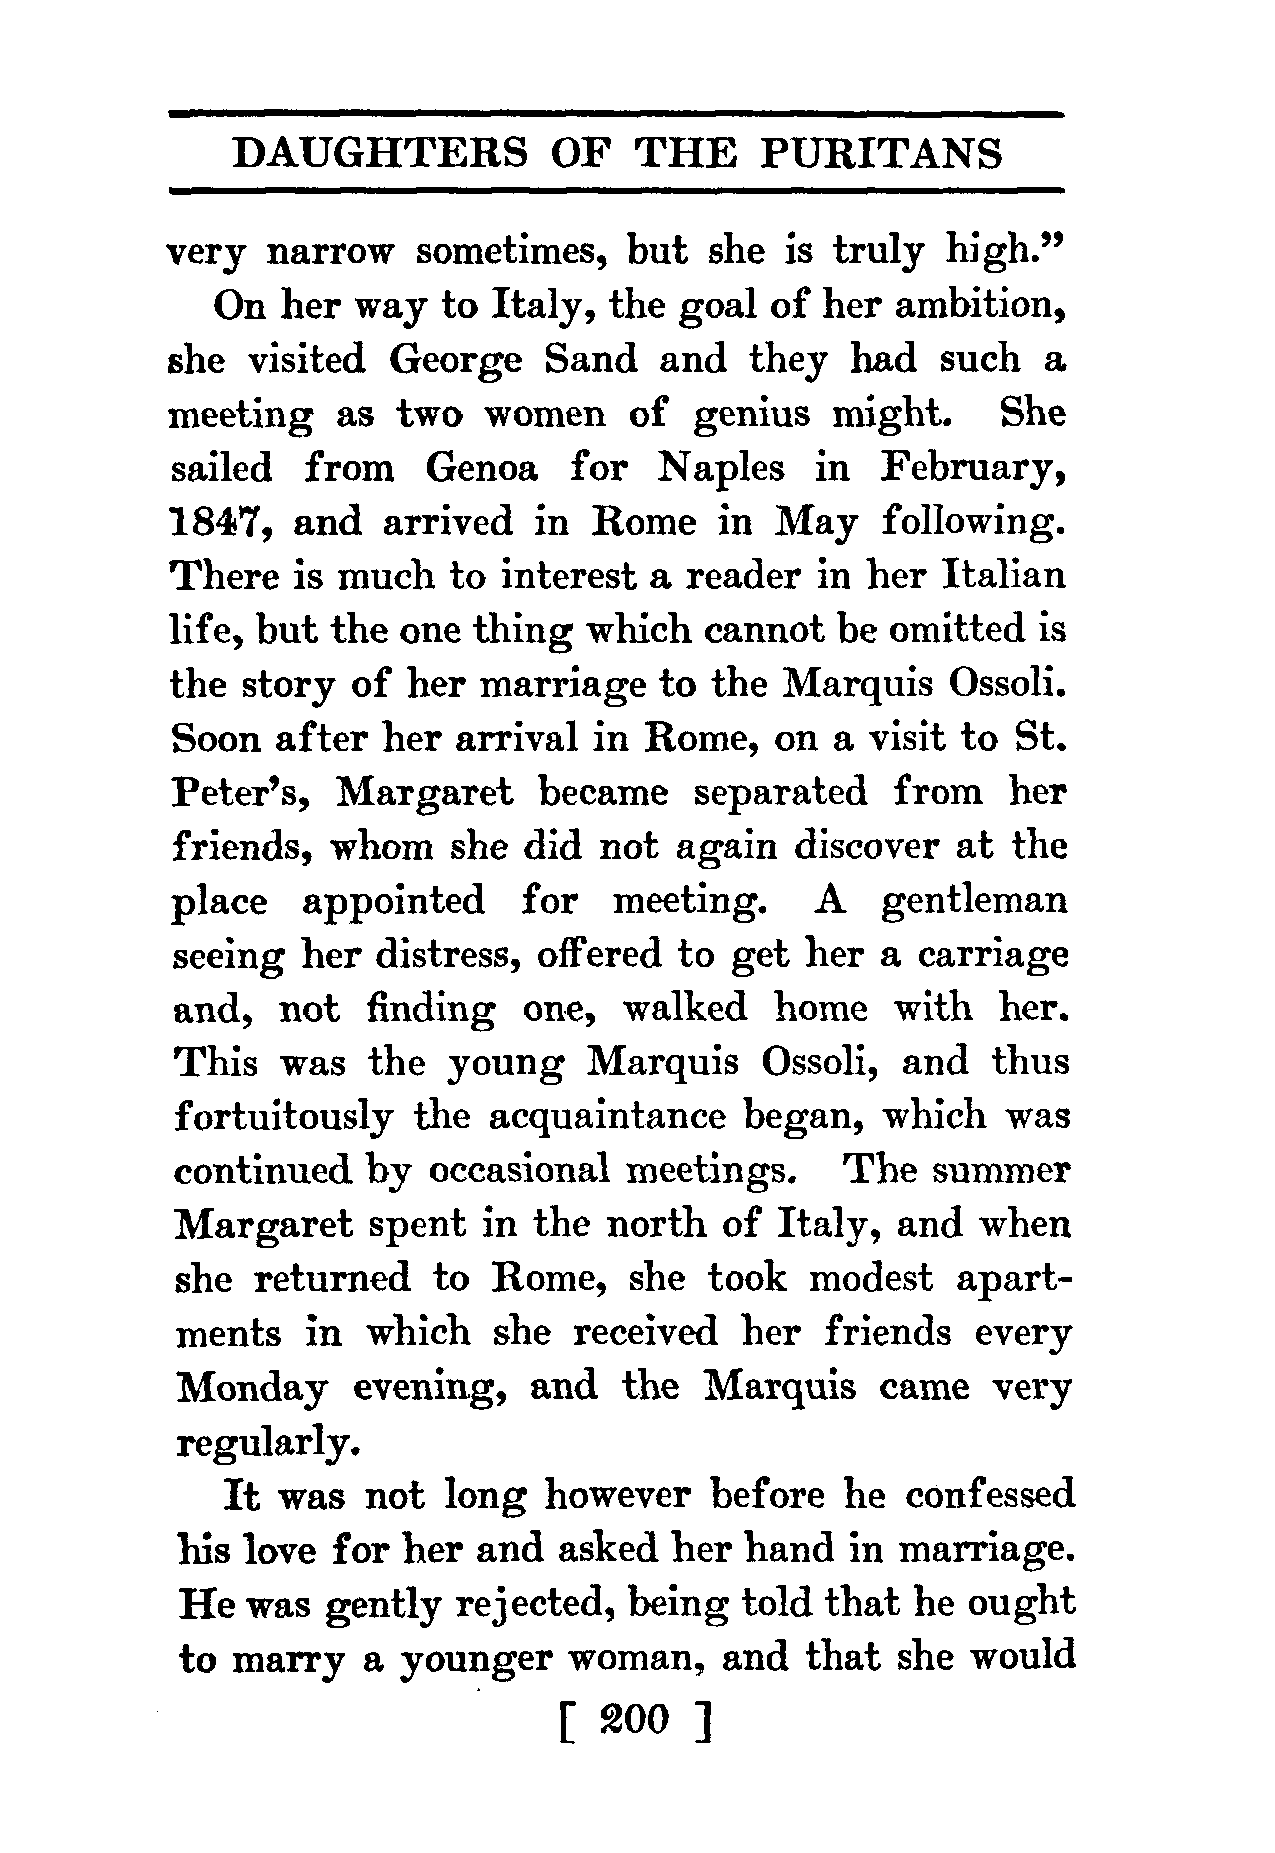 DAUGHTERS OF THE PURITANS
very narrow sometimes, but she is truly high."
On her way to Italy, the goal of her ambition,
she visited George Sand and they had such a
meeting as two women of genius might. She
sailed from Genoa for Naples in February,
1847, and arrived in Rome in May following.
There is much to interest a reader in her Italian
life, but the one thing which cannot be omitted is
the story of her marriage to the Marquis Ossoli.
Soon after her arrival in Rome, on a visit to St.
Peter's, Margaret became separated from her
friends, whom she did not again discover at the
place appointed for meeting. A gentleman
seeing her distress, offered to get her a carriage
and, not finding one, walked home with her.
This was the young Marquis Ossoli, and thus
fortuitously the acquaintance began, which was
continued by occasional meetings. The summer
Margaret spent in the north of Italy, and when
she returned to Rome, she took modest apart-
ments in which she received her friends every
Monday evening, and the Marquis came very
regularly.
It was not long however before he confessed
his love for her and asked her hand in marriage.
He was gently rejected, being told that he ought
to marry a younger woman, and that she would
[ 200 ]